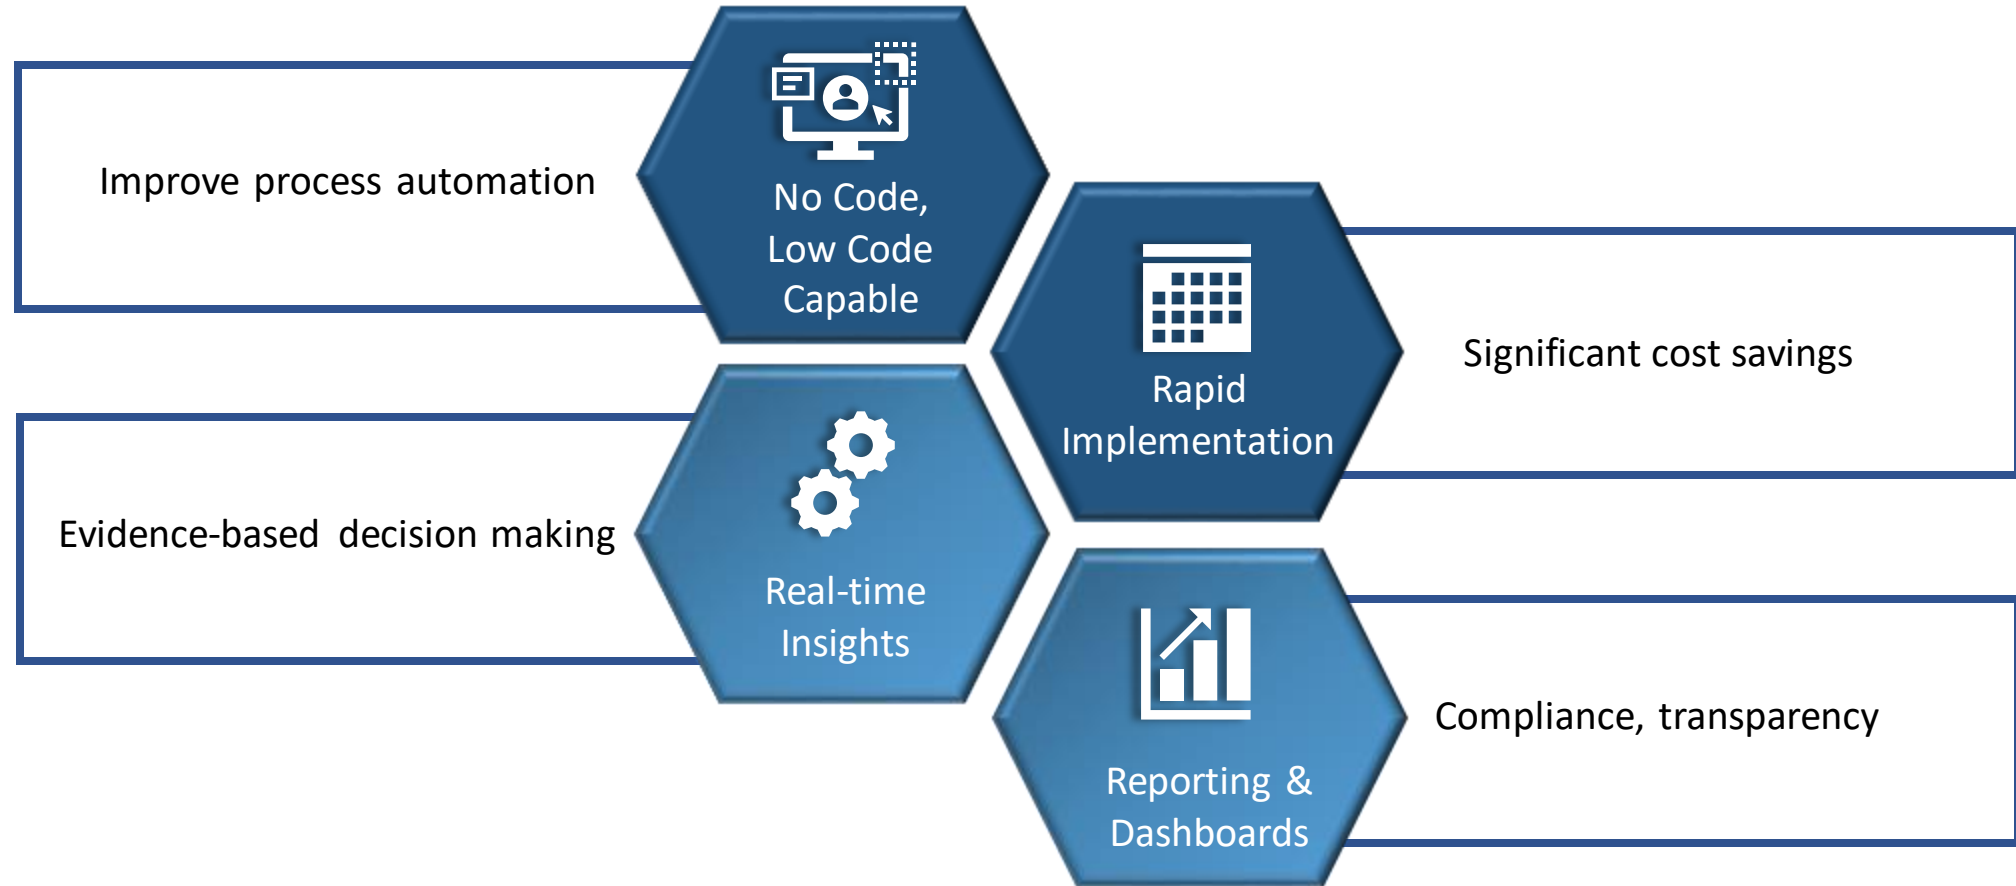 Improve process automation
No Code,
Low Code
Capable
Rapid
Implementation
Significant cost savings
Evidence-based decision making
Real-time
Insights
Reporting &
Dashboards
Compliance, transparency